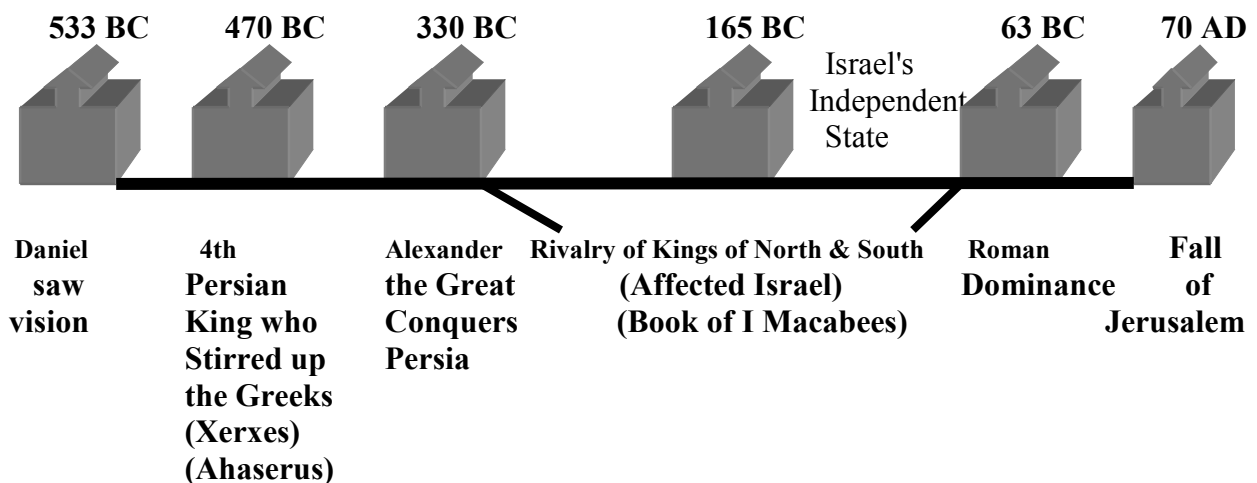 533 BC 470 BC 330 BC 165 BC 63 BC 70 AD
Israel's
Independent
State
Daniel
saw
vision
4th
Persian
King who
Stirred up
the Greeks
(Xerxes)
(Ahaserus)
Alexander
the Great
Conquers
Persia
Rivalry of Kings of North & South
(Affected Israel)
(Book of I Macabees)
Roman
Dominance
Fall
of
Jerusalem